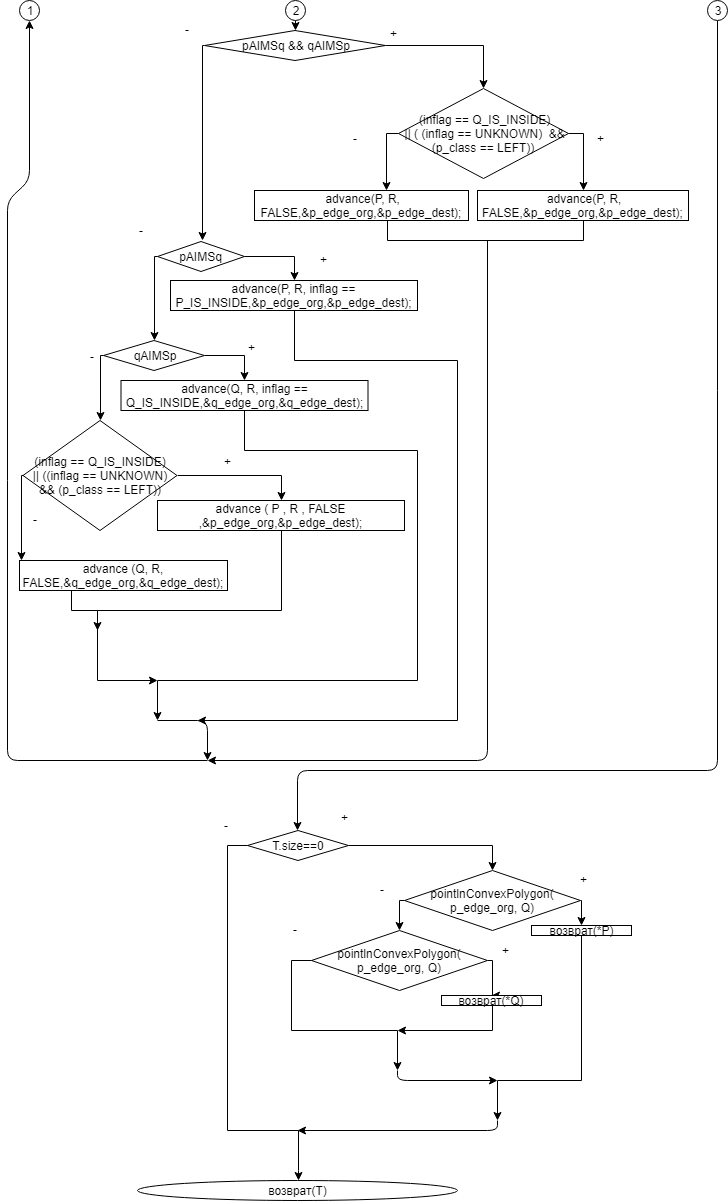 1
2
3
-
pAIMSq && qAIMSp
+
(inflag == Q_IS_INSIDE)
|| ( (inflag == UNKNOWN) &&
(p_class == LEFT))
-
+
advance(P, R,
FALSE,&p_edge_org,&p_edge_dest);
advance(P, R,
FALSE,&p_edge_org,&p_edge_dest);
-
pAIMSq
+
advance(P, R, inflag ==
P_IS_INSIDE,&p_edge_org,&p_edge_dest);
-
qAIMSp
+
advance(Q, R, inflag ==
Q_IS_INSIDE,&q_edge_org,&q_edge_dest);
(inflag == Q_IS_INSIDE)
|| ((inflag == UNKNOWN)
&& (p_class == LEFT))
+
-
advance ( P , R , FALSE
,&p_edge_org,&p_edge_dest);
advance (Q, R,
FALSE,&q_edge_org,&q_edge_dest);
-
T.size==0
+
-
pointInConvexPolygon(
p_edge_org, Q)
+
возврат(*P)
-
pointInConvexPolygon(
p_edge_org, Q)
+
возврат(*Q)
возврат(T)